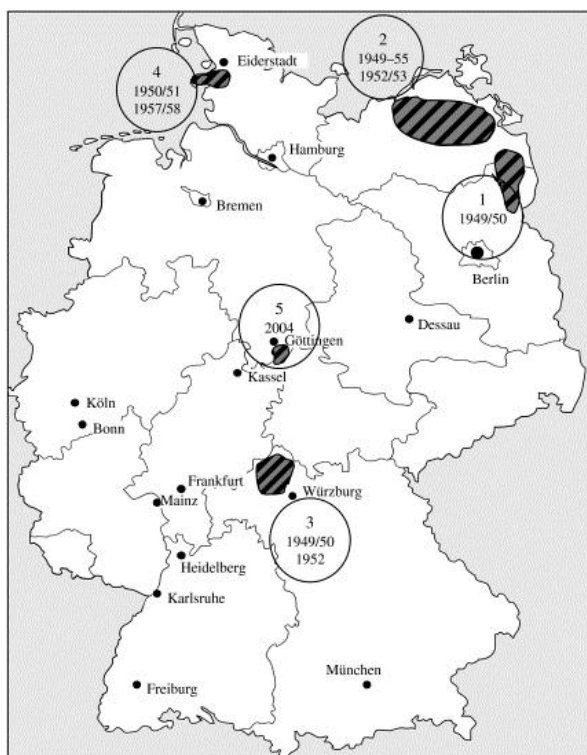 2
1949–55
1952/53
4
1950/51
1957/58
Eiderstadt
Hamburg
Bremen
1
1949/50
Berlin
5
2004
Göttingen
Dessau
Kassel
Köln
Bonn
Frankfurt
Mainz
Würzburg
3
1949/50
1952
Heidelberg
Karlsruhe
München
Freiburg